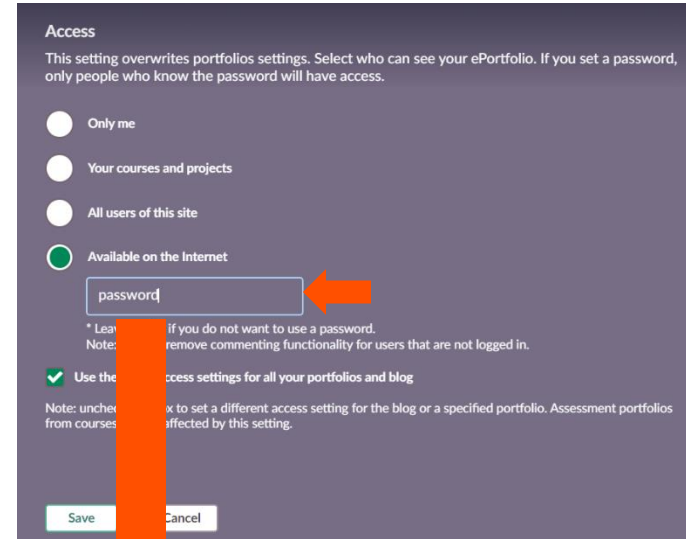 Access
This setting overwrites portfolios settings. Select who can see your ePortfolio. If you set a password,
only people who know the password will have access.
Only me
Your courses and projects
All users of this site
Available on the Internet
password
* Lea if you do not want to use a password.
Note: remove commenting functionality for users that are not logged in.
Use the access settings for all your portfolios and blog
Note: unche x to set a different access setting for the blog or a specified portfolio. Assessment portfolios
from courses affected by this setting.
Save Cancel